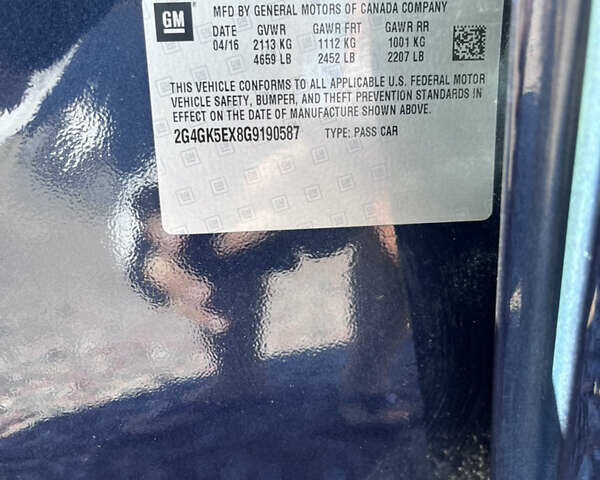 GM
MFD BY GENERAL MOTORS OF CANADA COMPANY
DATE GVWR GAWR FRT GAWR RR
04/16 2113 KG 1112 KG 1001 KG
4659 LB 2452 LB 2207 LB
THIS VEHICLE CONFORMS TO ALL APPLICABLE U.S. FEDERAL MOTOR
VEHICLE SAFETY, BUMPER, AND THEFT PREVENTION STANDARDS IN
EFFECT ON THE DATE OF MANUFACTURE SHOWN ABOVE.
2G4GK5EX8G9190587 TYPE: PASS CAR